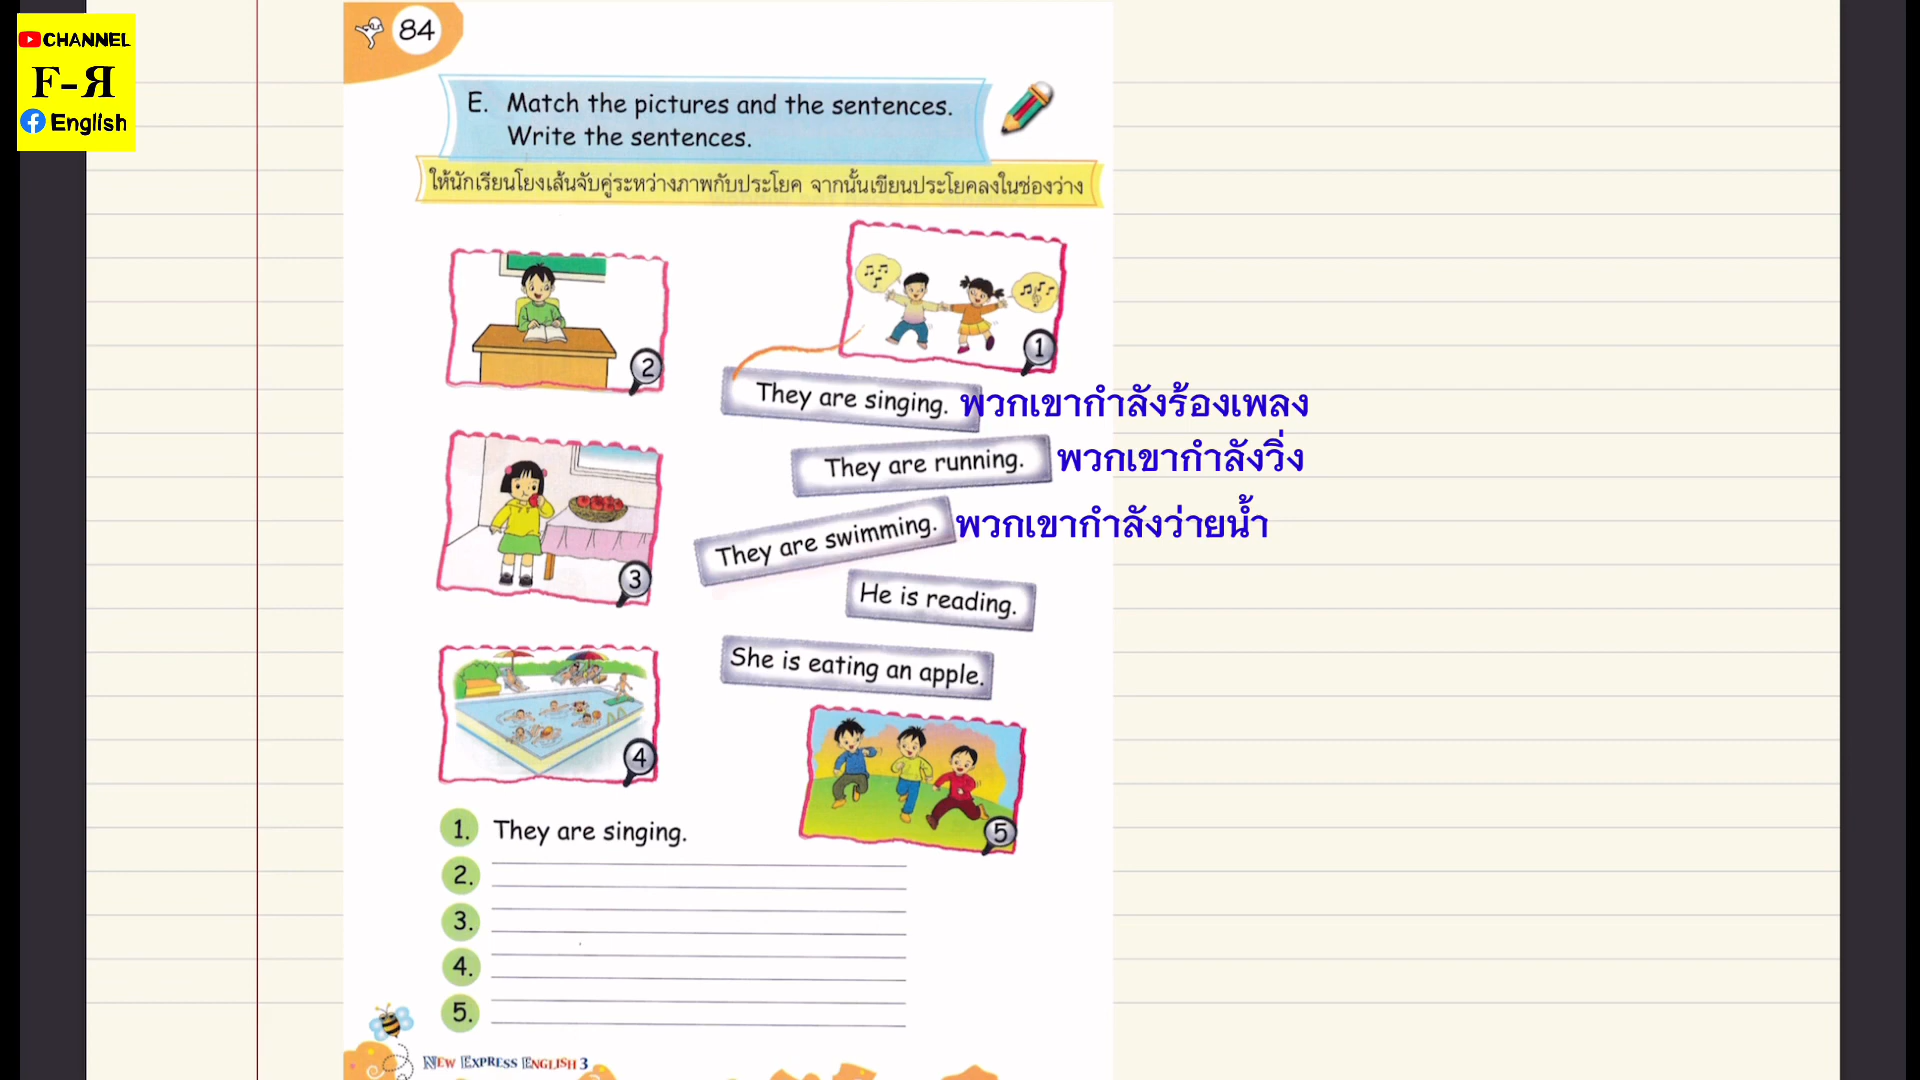 CHANNEL
F-Я
English
84
E. Match the pictures and the sentences.
Write the sentences.
ให้นักเรียนโยงเส้นจับคู่ระหว่างภาพกับประโยค จากนั้นเขียนประโยคลงในช่องว่าง
2
1
They are singing. พวกเขากำลังร้องเพลง
They are running. พวกเขากำลังวิ่ง
They are swimming. พวกเขากำลังว่ายน้ำ
3
He is reading.
She is eating an apple.
4
5
1. They are singing.
2.
3.
4.
5.
NEW EXPRESS ENGLISH 3